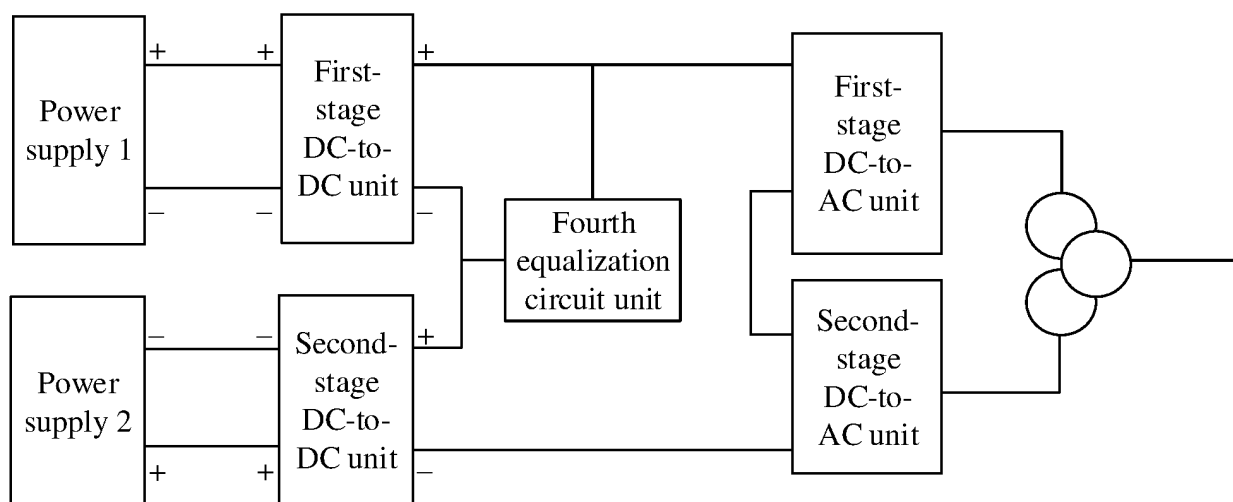 Power
supply 1
+
−
+
−
First-
stage
DC-to-
DC unit
+
−
Fourth
equalization
circuit unit
First-
stage
DC-to-
AC unit
Power
supply 2
−
+
−
+
Second-
stage
DC-to-
DC unit
+
−
Second-
stage
DC-to-
AC unit